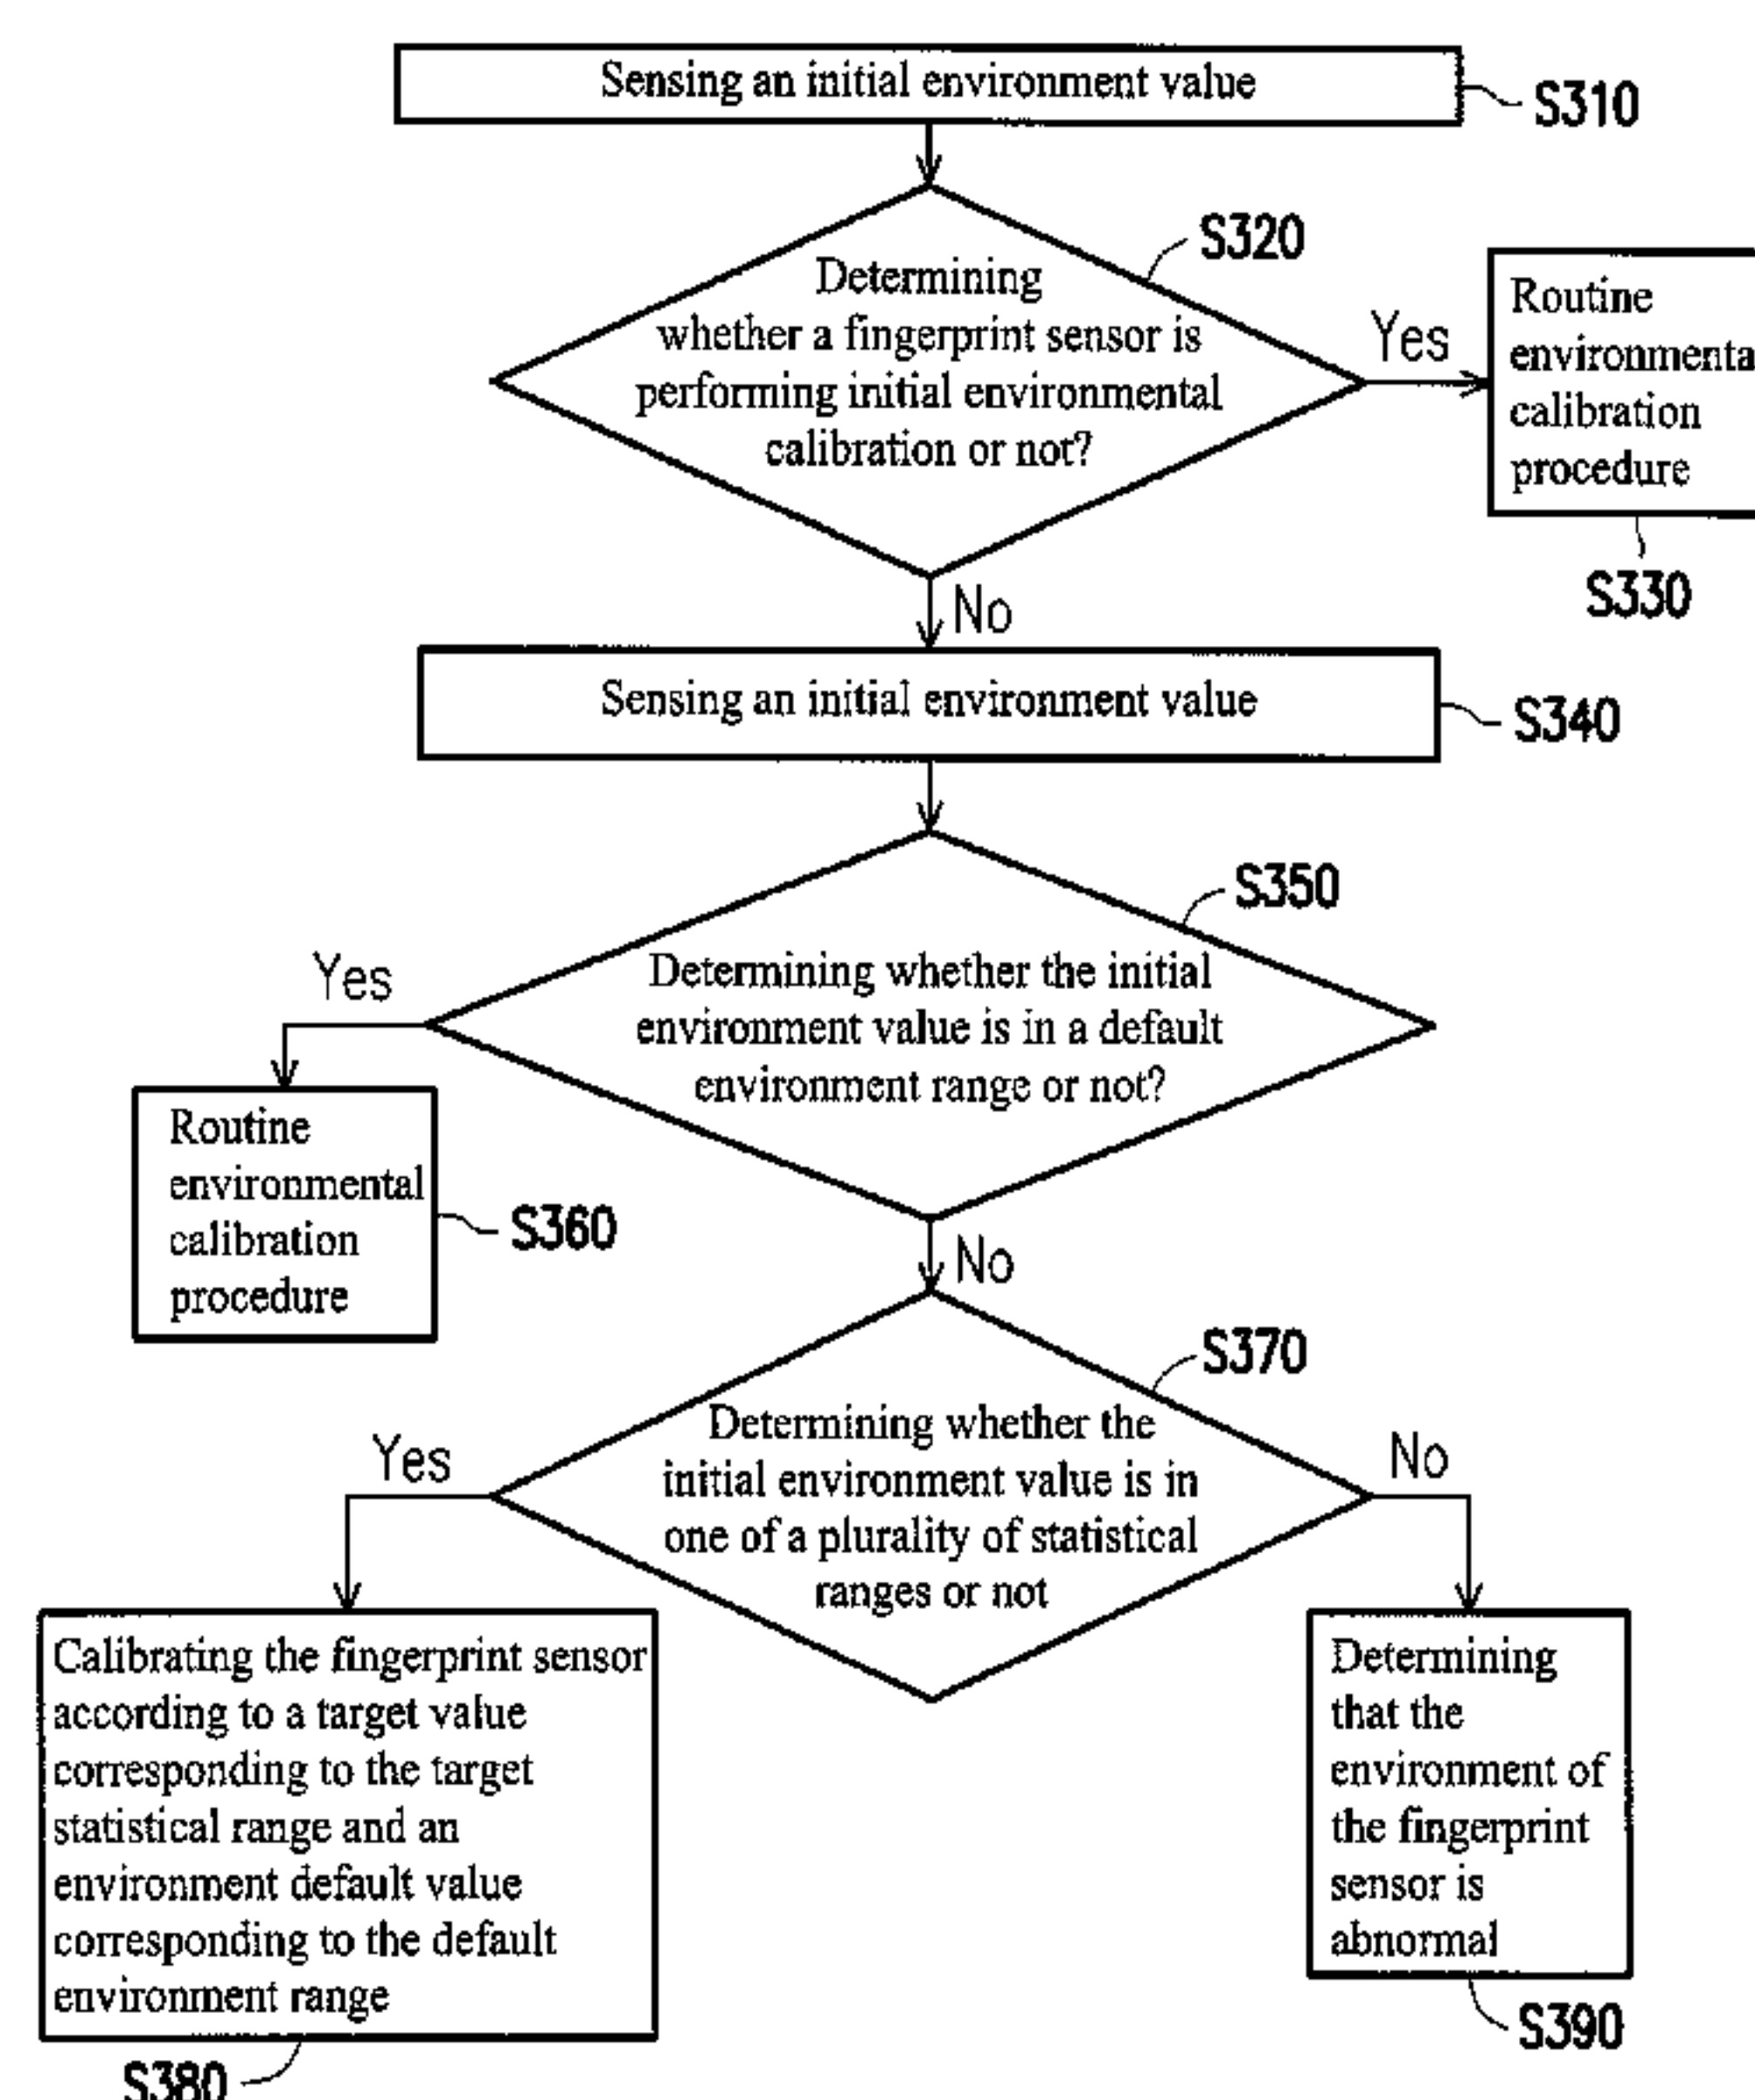 Sensing an initial environment value
S310
S320
Determining
whether a fingerprint sensor is
performing initial environmental
calibration or not?
Yes
Routine
environmenta
calibration
procedure
S330
No
Sensing an initial environment value
S340
S350
Determining whether the initial
environment value is in a default
environment range or not?
Yes
Routine
environmental
calibration
procedure
S360
No
S370
Determining whether the
initial environment value is in
one of a plurality of statistical
ranges or not
Yes
No
Calibrating the fingerprint sensor
according to a target value
corresponding to the target
statistical range and an
environment default value
corresponding to the default
environment range
S380
Determining
that the
environment of
the fingerprint
sensor is
abnormal
S390